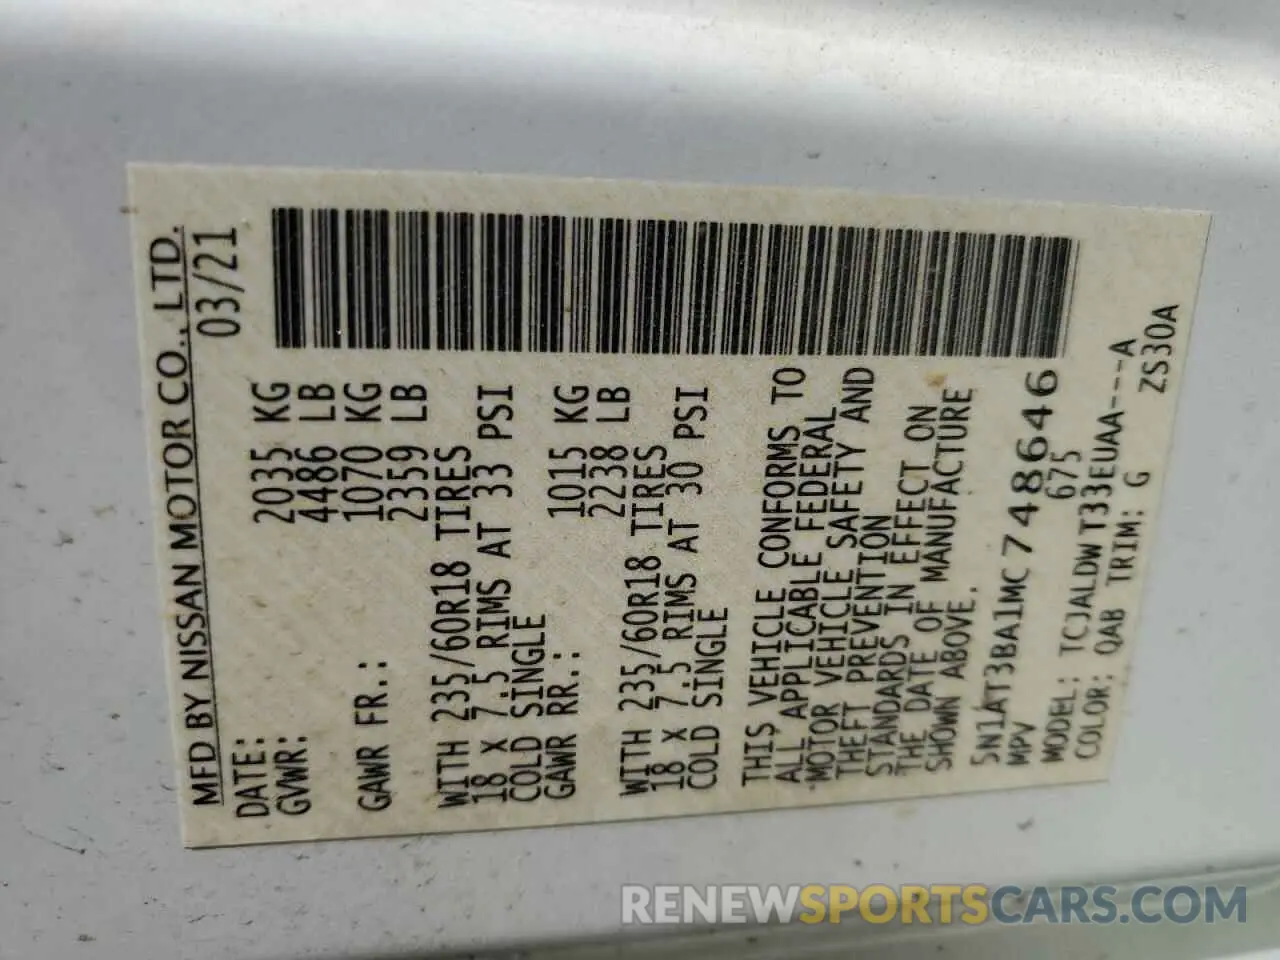 MFD BY NISSAN MOTOR CO., LTD.
DATE: 03/21
GVWR: 2035 KG
4486 LB
GAWR FR.: 1070 KG
2359 LB
WITH 235/60R18 TIRES
18 X 7.5 RIMS AT 33 PSI
COLD SINGLE
GAWR RR.: 1015 KG
2238 LB
WITH 235/60R18 TIRES
18 X 7.5 RIMS AT 30 PSI
COLD SINGLE
THIS VEHICLE CONFORMS TO
ALL APPLICABLE FEDERAL
MOTOR VEHICLE SAFETY AND
THEFT PREVENTION
STANDARDS IN EFFECT ON
THE DATE OF MANUFACTURE
SHOWN ABOVE.
5N1AT3BA1MC748646
MPV 675
MODEL: TCJALDWT33EUAA---A
COLOR: QAB TRIM: G ZS30A
RENEWSPORTSCARS.COM